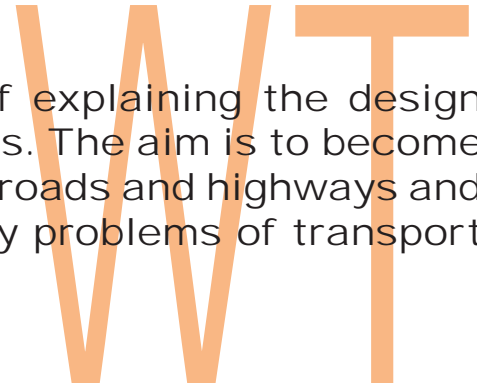 WT
f explaining the design
s. The aim is to become
roads and highways and
y problems of transport